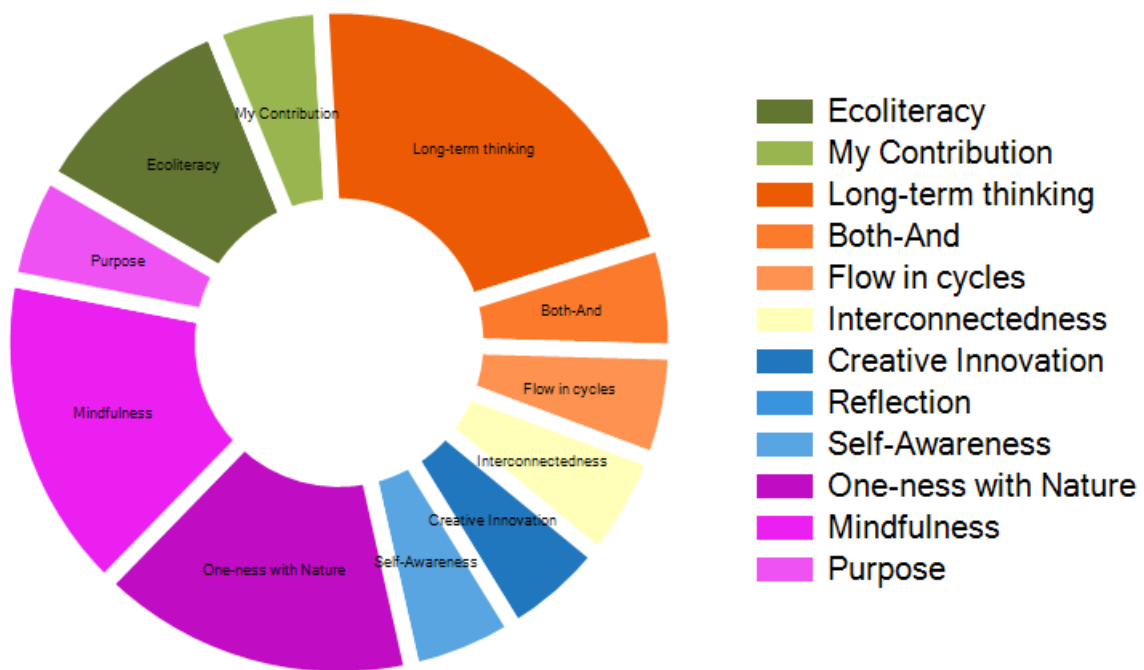 My Contribution
Long-term thinking
Ecoliteracy
Purpose
Both-And
Flow in cycles
Mindfulness
Interconnectedness
Creative Innovation
Self-Awareness
One-ness with Nature
Ecoliteracy
My Contribution
Long-term thinking
Both-And
Flow in cycles
Interconnectedness
Creative Innovation
Reflection
Self-Awareness
One-ness with Nature
Mindfulness
Purpose